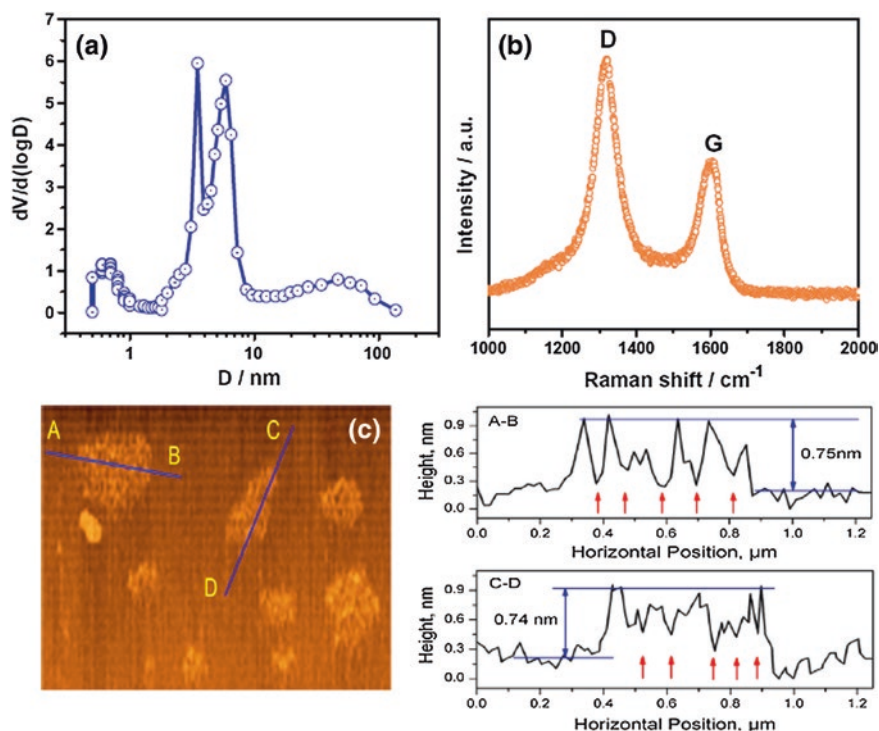 (a)
dV/d(logD)
7
6
5
4
3
2
1
0
1 10 100
D / nm
(b)
Intensity / a.u.
D
G
1000 1200 1400 1600 1800 2000
Raman shift / cm-1
(c)
A
B
C
D
A-B
Height, nm
0.9
0.6
0.3
0.0
0.75nm
0.0 0.2 0.4 0.6 0.8 1.0 1.2
Horizontal Position, µm
C-D
Height, nm
0.9
0.6
0.3
0.0
0.74 nm
0.0 0.2 0.4 0.6 0.8 1.0 1.2
Horizontal Position, µm